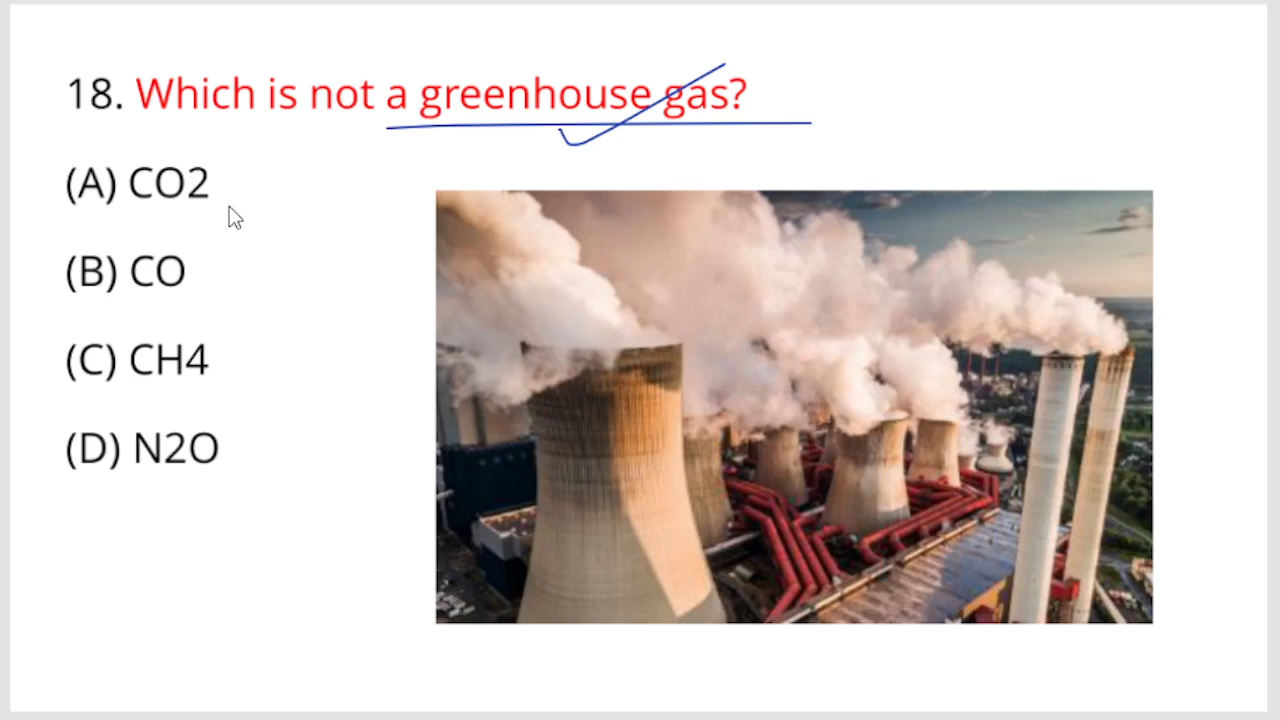 18. Which is not a greenhouse gas?
(A) CO2
(B) CO
(C) CH4
(D) N2O